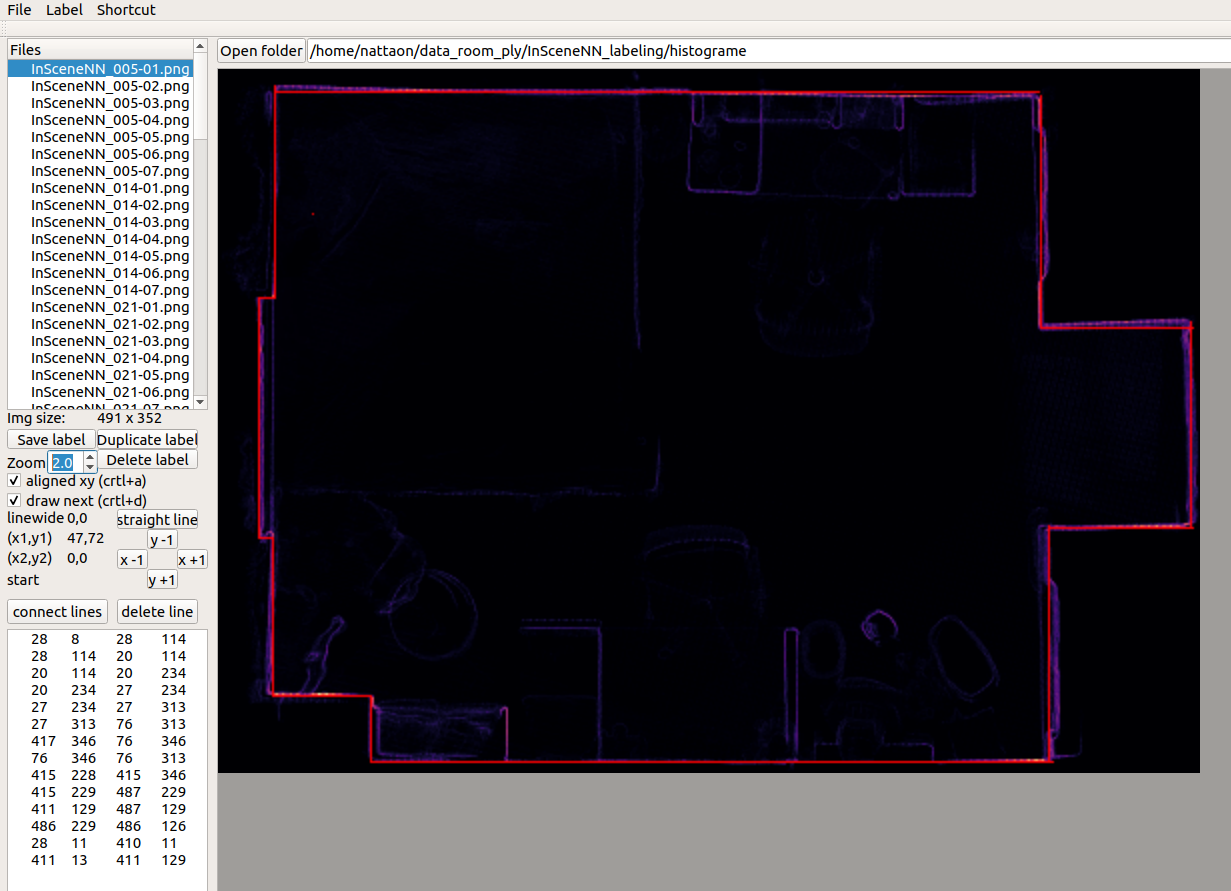 File Label Shortcut
Files
InSceneNN_005-01.png
InSceneNN_005-02.png
InSceneNN_005-03.png
InSceneNN_005-04.png
InSceneNN_005-05.png
InSceneNN_005-06.png
InSceneNN_005-07.png
InSceneNN_014-01.png
InSceneNN_014-02.png
InSceneNN_014-03.png
InSceneNN_014-04.png
InSceneNN_014-05.png
InSceneNN_014-06.png
InSceneNN_014-07.png
InSceneNN_021-01.png
InSceneNN_021-02.png
InSceneNN_021-03.png
InSceneNN_021-04.png
InSceneNN_021-05.png
InSceneNN_021-06.png
InSceneNN_021-07.png
Open folder /home/nattaon/data_room_ply/InSceneNN_labeling/histograme
Img size: 491 x 352
Save label Duplicate label
Zoom 2.0 Delete label
aligned xy (crtl+a)
draw next (crtl+d)
linewide 0,0 straight line
(x1,y1) 47,72 y -1
(x2,y2) 0,0 x -1 x +1
start y +1
connect lines delete line
28 8 28 114
28 114 20 114
20 114 20 234
20 234 27 234
27 234 27 313
27 313 76 313
417 346 76 346
76 346 76 313
415 228 415 346
415 229 487 229
411 129 487 129
486 229 486 126
28 11 410 11
411 13 411 129